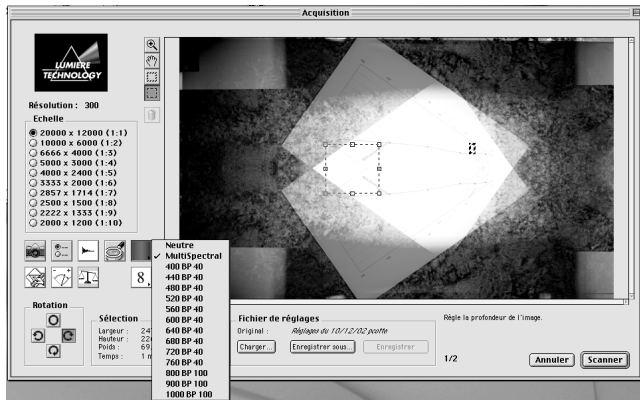 Acquisition
LUMIERE
TECHNOLOGY
Résolution : 300
Echelle
20000 x 12000 (1:1)
10000 x 6000 (1:2)
6666 x 4000 (1:3)
5000 x 3000 (1:4)
4000 x 2400 (1:5)
3333 x 2000 (1:6)
2857 x 1714 (1:7)
2500 x 1500 (1:8)
2222 x 1333 (1:9)
2000 x 1200 (1:10)
8
Neutre
✓ MultiSpectral
400 BP 40
440 BP 40
480 BP 40
520 BP 40
560 BP 40
600 BP 40
640 BP 40
680 BP 40
720 BP 40
760 BP 40
800 BP 100
900 BP 100
1000 BP 100
Rotation
Sélection
Largeur :
Hauteur :
Poids :
Temps :
Fichier de réglages
Original : Réglages du 10/12/02 pcotte
Charger... Enregistrer sous... Enregistrer
Règle la profondeur de l'image.
1/2
Annuler Scanner